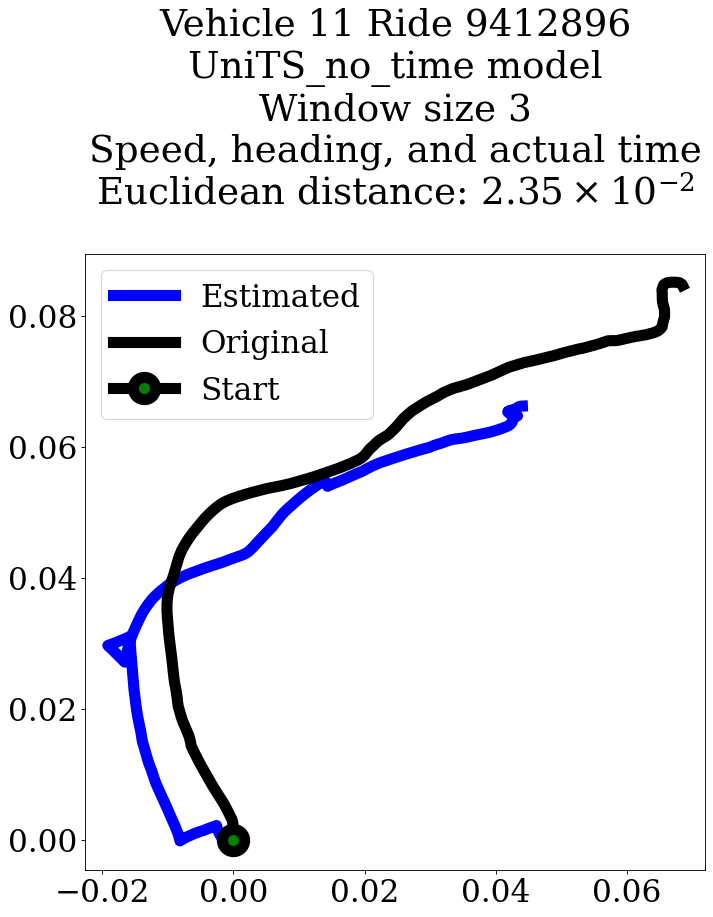 Vehicle 11 Ride 9412896
UniTS_no_time model
Window size 3
Speed, heading, and actual time
Euclidean distance: 2.35 × 10⁻²
Estimated
Original
Start
0.08
0.06
0.04
0.02
0.00
−0.02 0.00 0.02 0.04 0.06